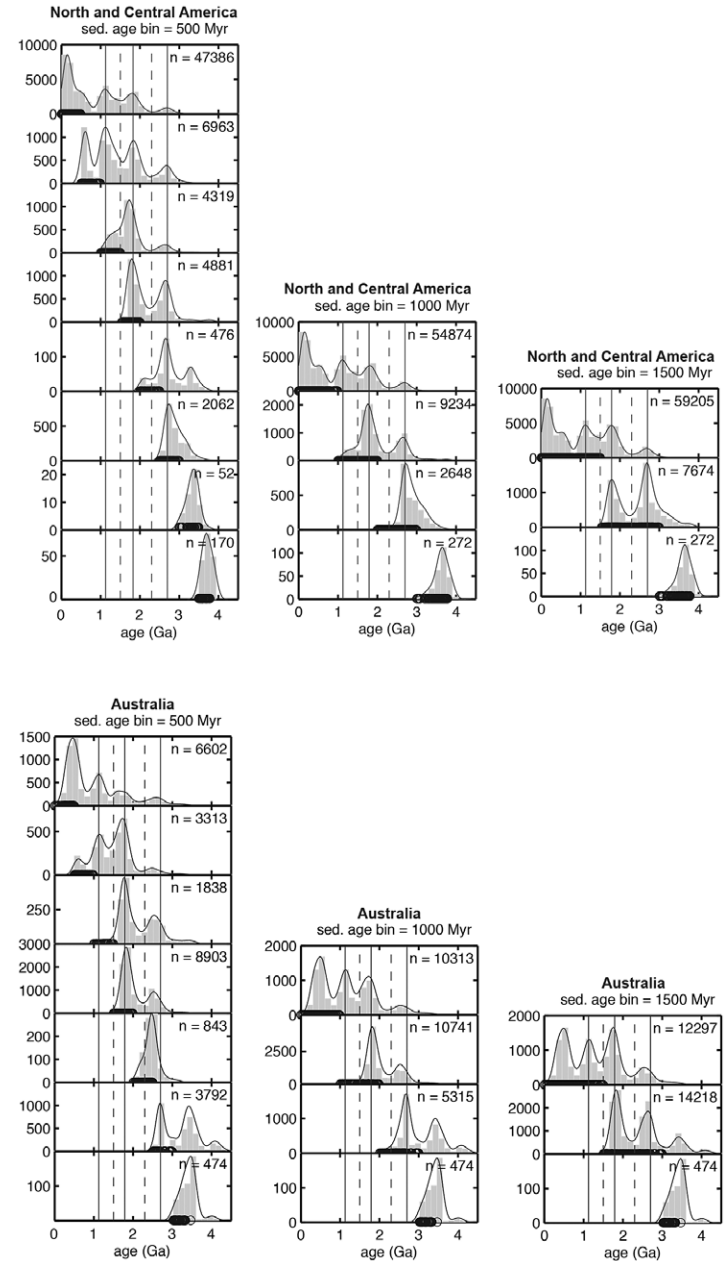 North and Central America
sed. age bin = 500 Myr
10000
5000
0
n = 47386
1000
500
0
n = 6963
1000
500
0
n = 4319
1000
500
0
n = 4881
100
0
n = 476
500
0
n = 2062
20
10
0
n = 52
50
0
n = 170
0 1 2 3 4
age (Ga)
North and Central America
sed. age bin = 1000 Myr
10000
5000
0
n = 54874
2000
1000
0
n = 9234
500
0
n = 2648
100
50
0
n = 272
0 1 2 3 4
age (Ga)
North and Central America
sed. age bin = 1500 Myr
10000
5000
0
n = 59205
1000
0
n = 7674
100
50
0
n = 272
0 1 2 3 4
age (Ga)
Australia
sed. age bin = 500 Myr
1500
1000
500
0
n = 6602
500
0
n = 3313
250
n = 1838
3000
2000
1000
0
n = 8903
200
100
0
n = 843
1000
500
0
n = 3792
100
n = 474
0 1 2 3 4
age (Ga)
Australia
sed. age bin = 1000 Myr
2000
1000
0
n = 10313
2500
0
n = 10741
1000
0
n = 5315
100
0
n = 474
0 1 2 3 4
age (Ga)
Australia
sed. age bin = 1500 Myr
2000
1000
0
n = 12297
2000
1000
0
n = 14218
100
0
n = 474
0 1 2 3 4
age (Ga)